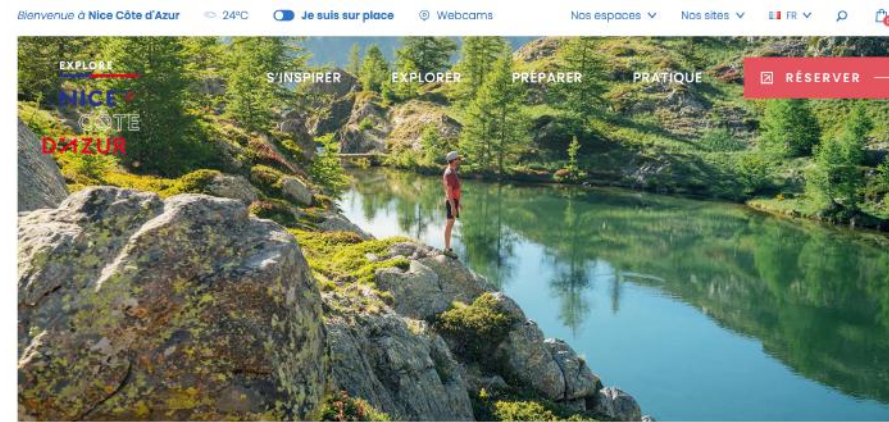 Bienvenue à Nice Côte d'Azur 24°C Je suis sur place Webcams Nos espaces Nos sites FR
EXPLORE
NICE
CÔTE
D'AZUR
S'INSPIRER EXPLORER PRÉPARER PRATIQUE RÉSERVER